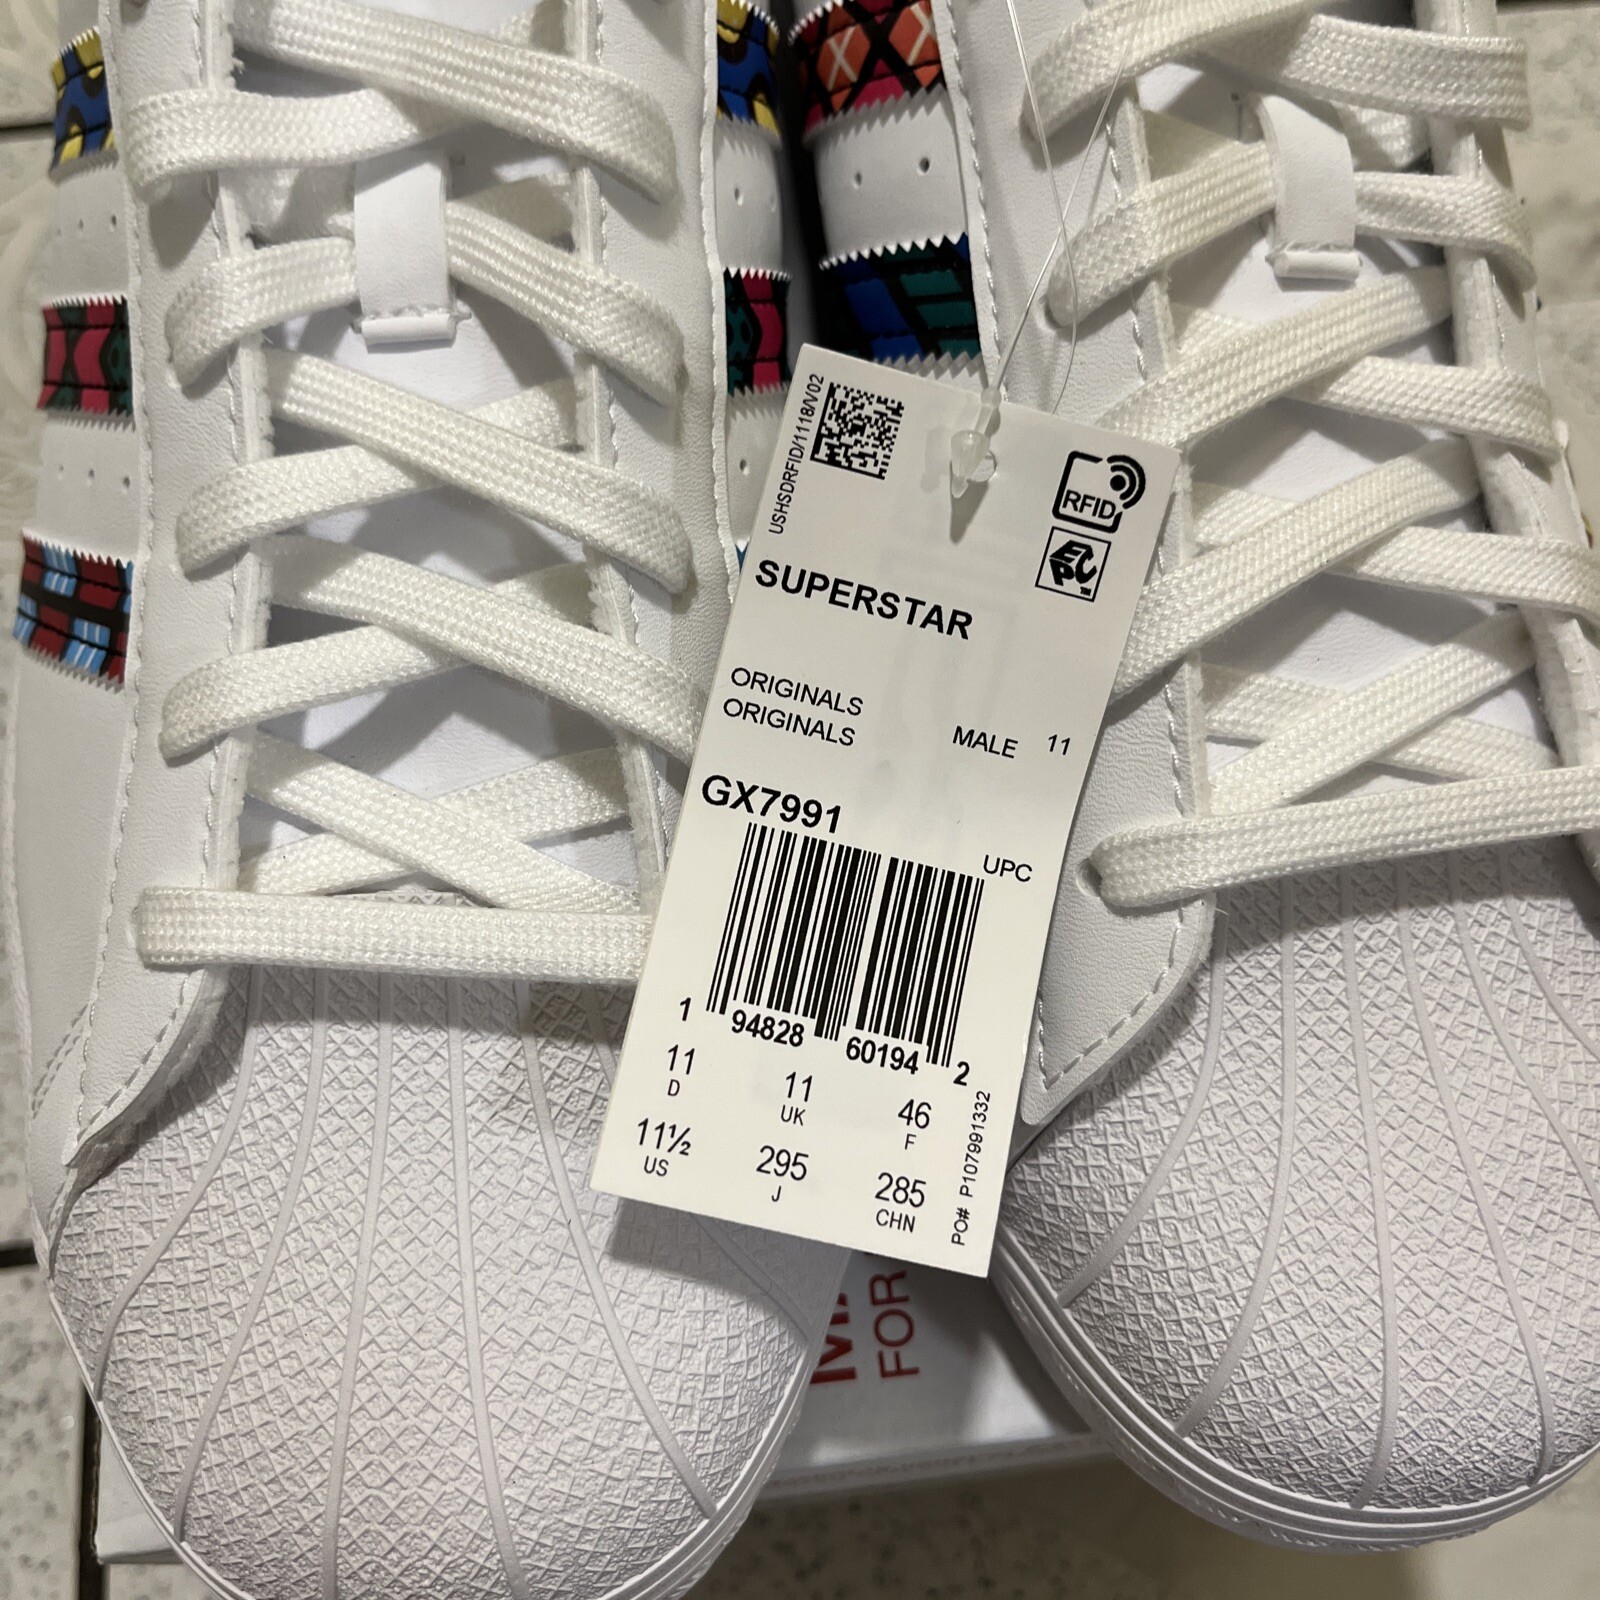 USHSDRFID/1118/V02
RFID
EPC
SUPERSTAR
ORIGINALS
ORIGINALS
MALE 11
GX7991
UPC
1 94828 60194 2
11 11 46
D UK F
11½ 295 285
US J CHN
PO# P107991332
FOR